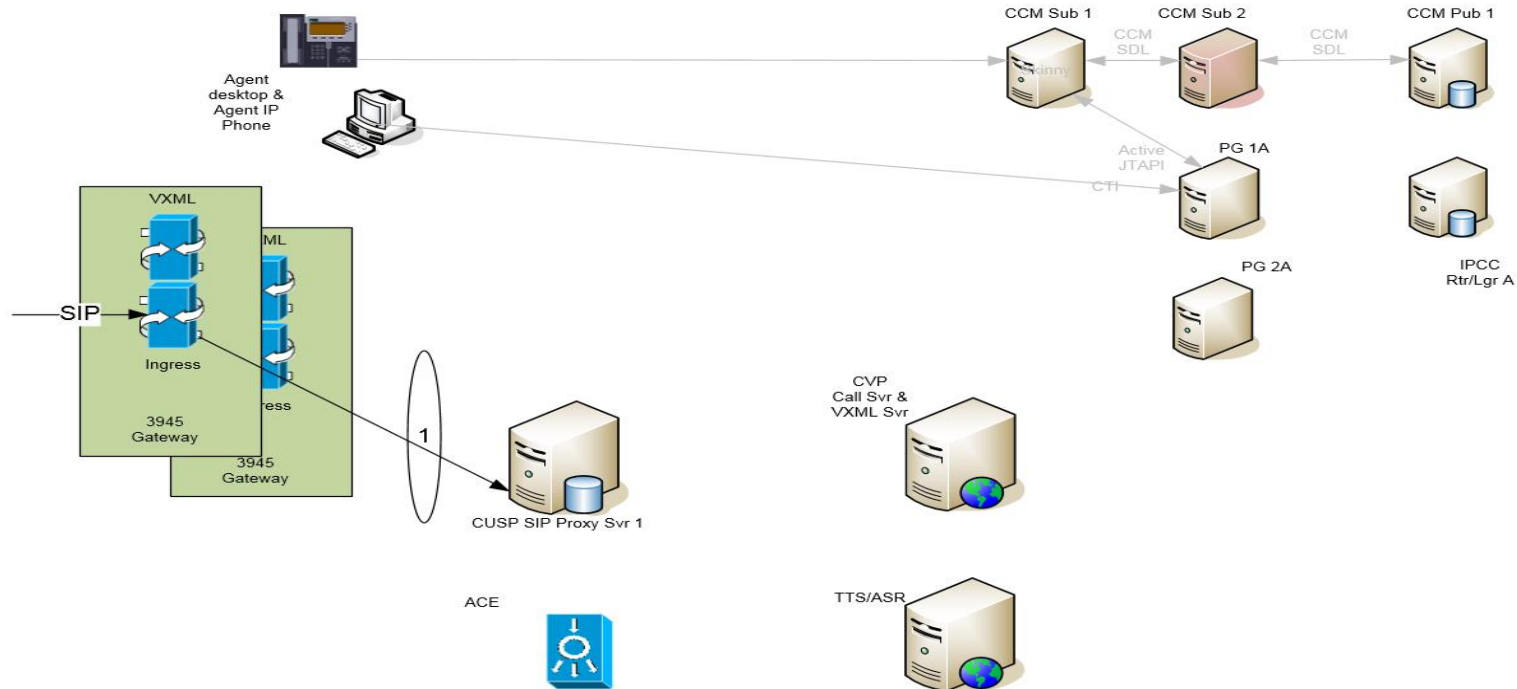 CCM Sub 1
CCM Sub 2
CCM Pub 1
CCM
SDL
CCM
SDL
Skinny
Agent
desktop &
Agent IP
Phone
Active
JTAPI
PG 1A
CTI
VXML
ML
PG 2A
IPCC
Rtr/Lgr A
SIP
Ingress
ress
3945
Gateway
3945
Gateway
1
CVP
Call Svr &
VXML Svr
CUSP SIP Proxy Svr 1
ACE
TTS/ASR